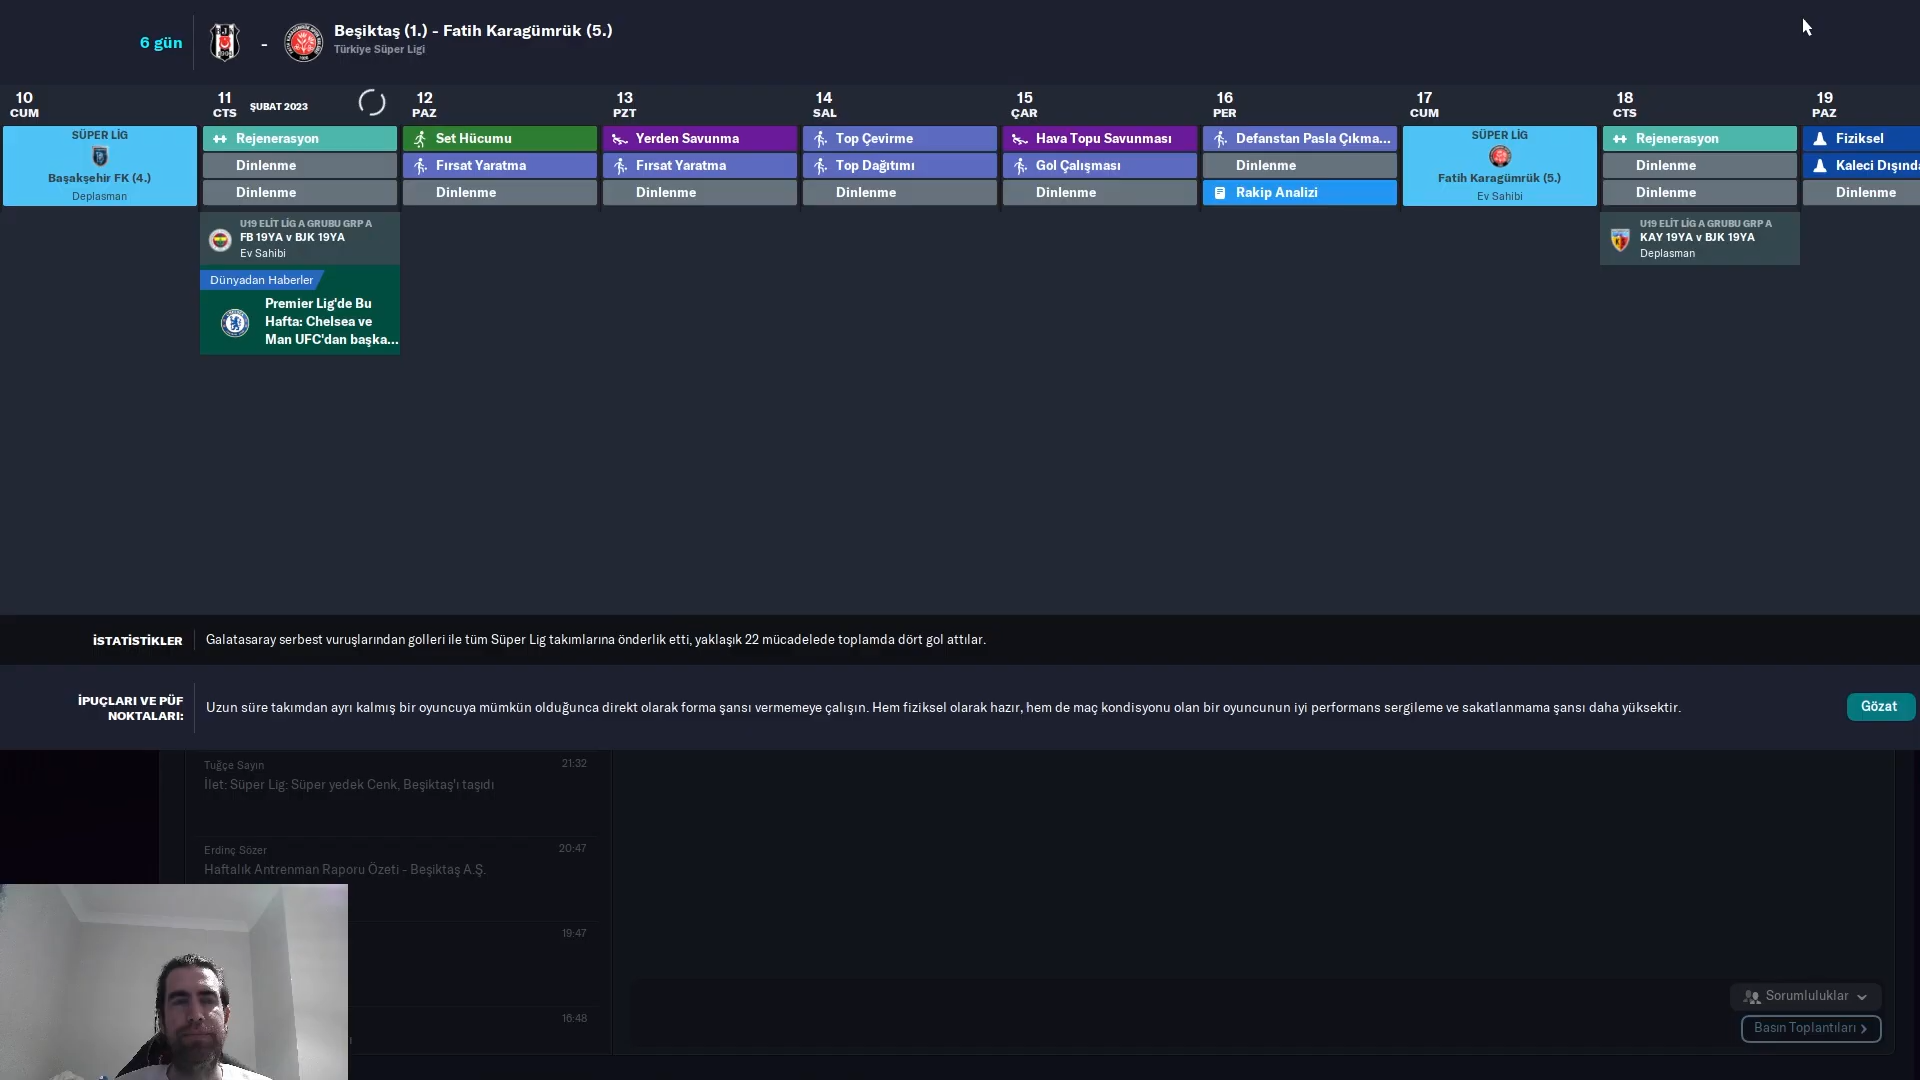 6 gün
-
Beşiktaş (1.) - Fatih Karagümrük (5.)
Türkiye Süper Ligi
10
CUM
11
CTS
ŞUBAT 2023
12
PAZ
13
PZT
14
SAL
15
ÇAR
16
PER
17
CUM
18
CTS
19
PAZ
SÜPER LİG
Başakşehir FK (4.)
Deplasman
Rejenerasyon
Dinlenme
Dinlenme
Set Hücumu
Fırsat Yaratma
Dinlenme
Yerden Savunma
Fırsat Yaratma
Dinlenme
Top Çevirme
Top Dağıtımı
Dinlenme
Hava Topu Savunması
Gol Çalışması
Dinlenme
Defanstan Pasla Çıkma...
Dinlenme
Rakip Analizi
SÜPER LİG
Fatih Karagümrük (5.)
Ev Sahibi
Rejenerasyon
Dinlenme
Dinlenme
Fiziksel
Kaleci Dışında
Dinlenme
U19 ELİT LİG A GRUBU GRP A
FB 19YA v BJK 19YA
Ev Sahibi
Dünyadan Haberler
Premier Lig'de Bu
Hafta: Chelsea ve
Man UFC'dan başka...
U19 ELİT LİG A GRUBU GRP A
KAY 19YA v BJK 19YA
Deplasman
İSTATİSTİKLER
Galatasaray serbest vuruşlarından golleri ile tüm Süper Lig takımlarına önderlik etti, yaklaşık 22 mücadelede toplamda dört gol attılar.
İPUÇLARI VE PÜF
NOKTALARI:
Uzun süre takımdan ayrı kalmış bir oyuncuya mümkün olduğunca direkt olarak forma şansı vermemeye çalışın. Hem fiziksel olarak hazır, hem de maç kondisyonu olan bir oyuncunun iyi performans sergileme ve sakatlanmama şansı daha yüksektir.
Gözat
Tuğçe Sayın
21:32
İlet: Süper Lig: Süper yedek Cenk, Beşiktaş'ı taşıdı
Erdinç Sözer
20:47
Haftalık Antrenman Raporu Özeti - Beşiktaş A.Ş.
19:47
16:48
Sorumluluklar
Basın Toplantıları